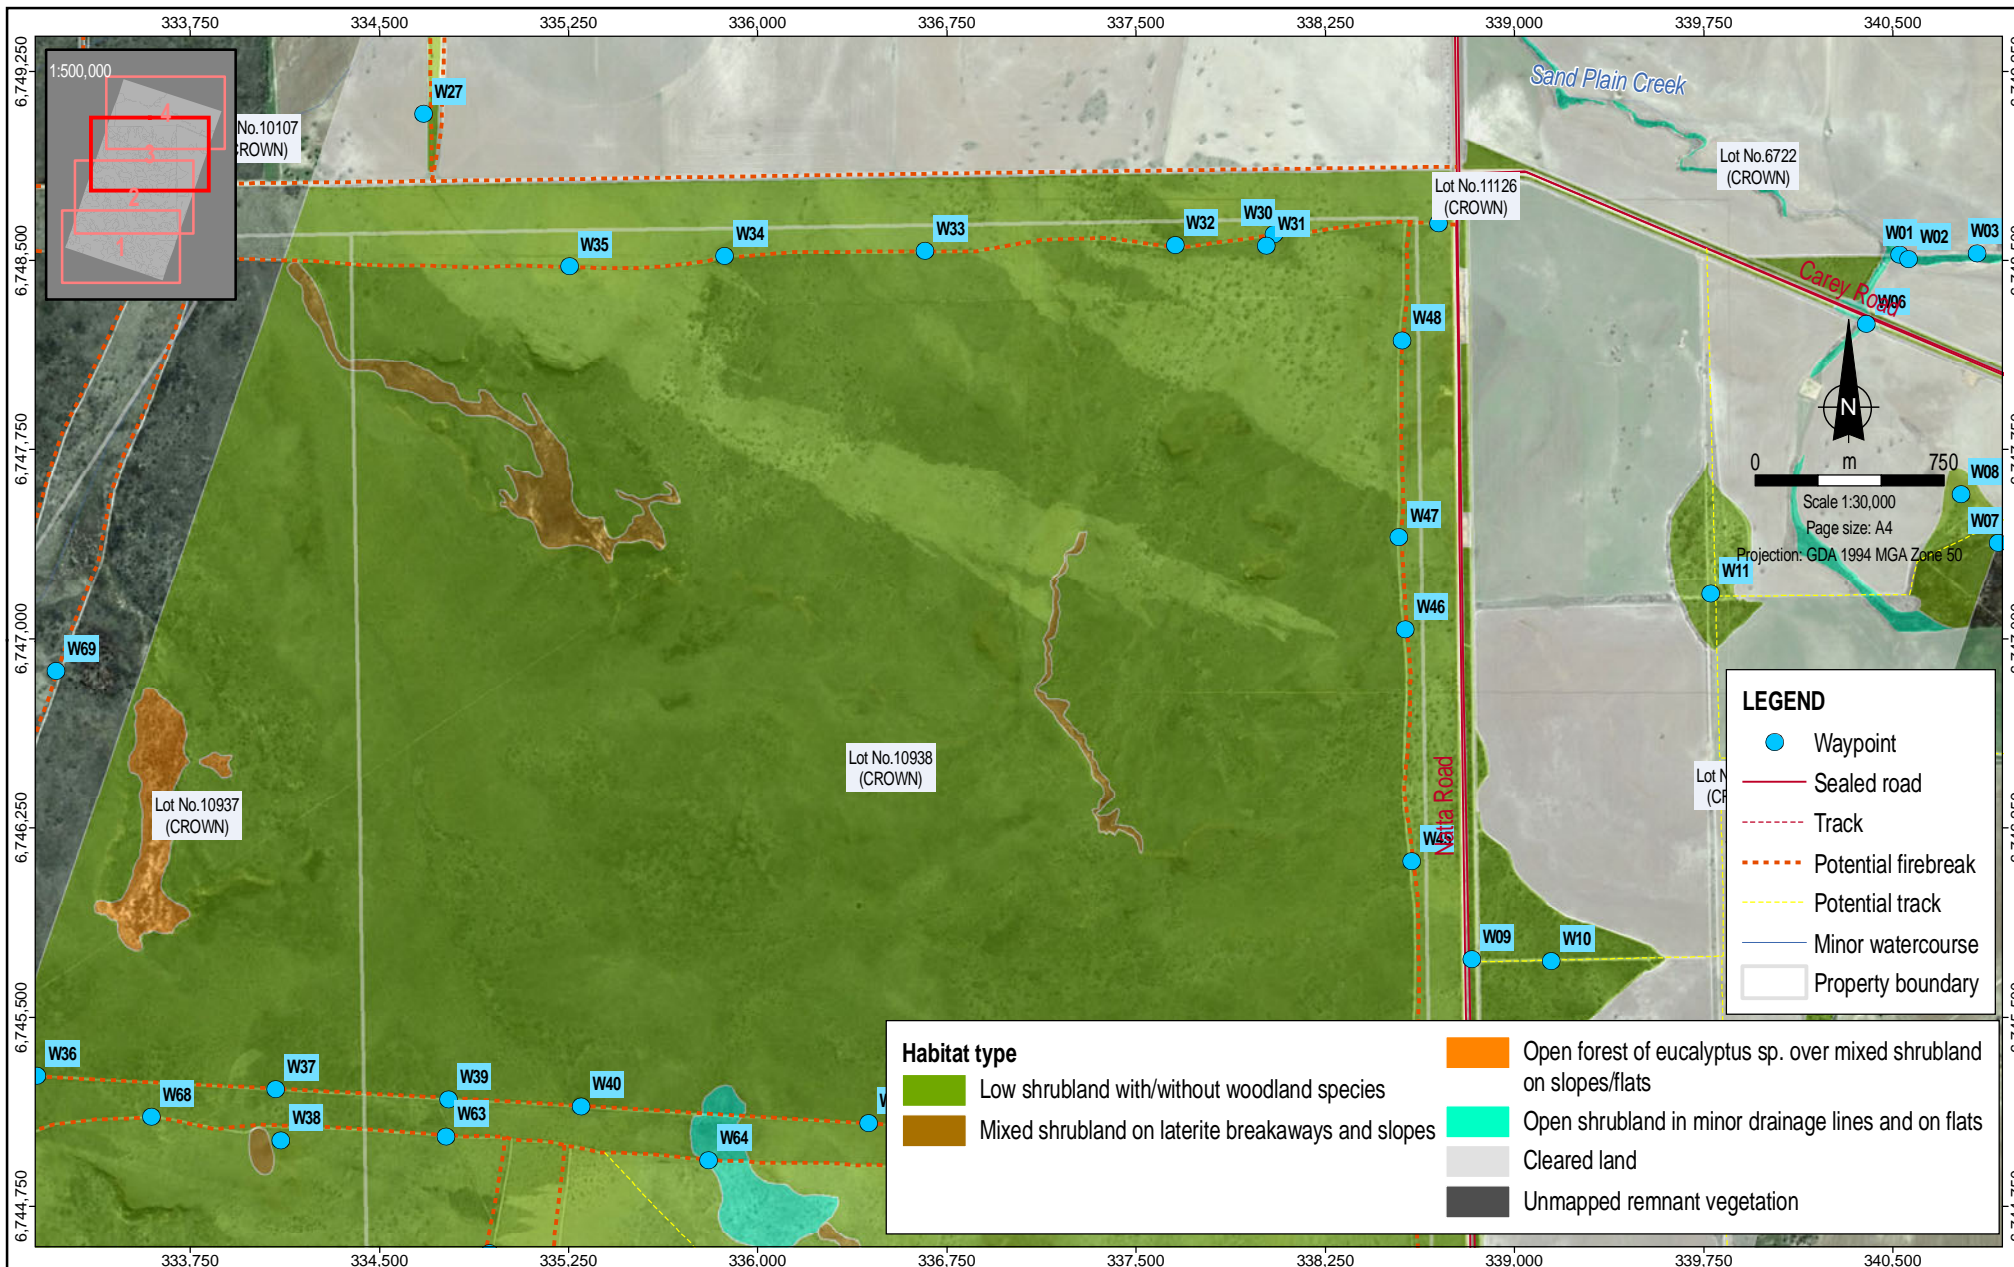 333,750 334,500 335,250 336,000 336,750 337,500 338,250 339,000 339,750 340,500
6,749,250
1:500,000
4
3
2
1
No.10107
CROWN)
W27
Sand Plain Creek
Lot No.6722
(CROWN)
Lot No.11126
(CROWN)
6,748,500
W35
W34
W33
W32
W30
W31
W01
W02
W03
Carey Road
W06
W48
N
6,747,750
0 m 750
Scale 1:30,000
Page size: A4
Projection: GDA 1994 MGA Zone 50
W08
W07
W47
W11
W46
6,747,000
W69
Lot No.10938
(CROWN)
Lot No.10937
(CROWN)
Lot N
(CR
6,746,250
Natta Road
W45
W09
W10
6,745,500
W36
W37
W39
W40
W68
W38
W63
W64
6,744,750
LEGEND
Waypoint
Sealed road
Track
Potential firebreak
Potential track
Minor watercourse
Property boundary
Habitat type
Low shrubland with/without woodland species
Mixed shrubland on laterite breakaways and slopes
Open forest of eucalyptus sp. over mixed shrubland
on slopes/flats
Open shrubland in minor drainage lines and on flats
Cleared land
Unmapped remnant vegetation
333,750 334,500 335,250 336,000 336,750 337,500 338,250 339,000 339,750 340,500